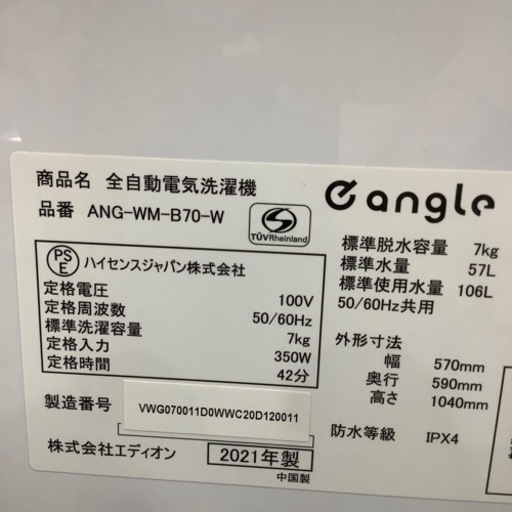 商品名 全自動電気洗濯機
品番 ANG-WM-B70-W
TÜVRheinland
e angle
PS
E
ハイセンスジャパン株式会社
定格電圧 100V
定格周波数 50/60Hz
標準洗濯容量 7kg
定格入力 350W
定格時間 42分
標準脱水容量 7kg
標準水量 57L
標準使用水量 106L
50/60Hz共用
外形寸法
幅 570mm
奥行 590mm
高さ 1040mm
防水等級 IPX4
製造番号 VWG070011D0WWC20D120011
株式会社エディオン 2021年製
中国製